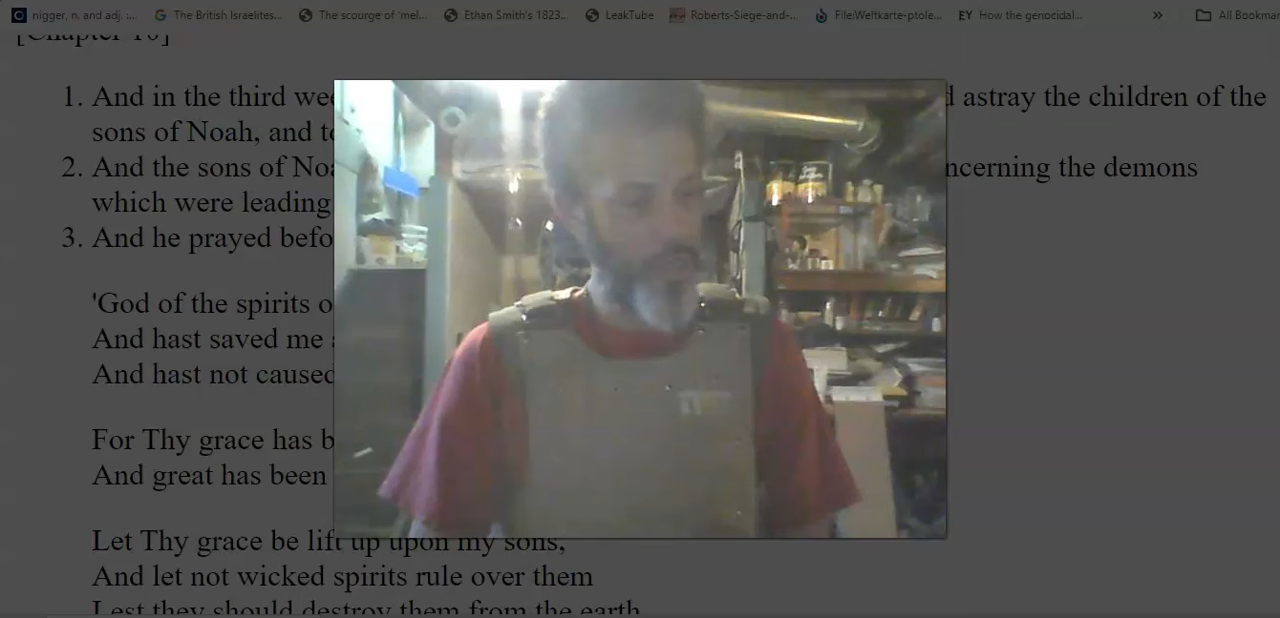 nigger, n. and adj. :... The British Israelites... The scourge of 'mel... Ethan Smith's 1823... LeakTube Roberts-Siege-and-... File:Weltkarte-ptole... EY How the genocidal... » All Bookmar
[Chapter 10]
1. And in the third wee d astray the children of the
sons of Noah, and to
2. And the sons of Noa ncerning the demons
which were leading
3. And he prayed befo
'God of the spirits o
And hast saved me
And hast not caused
For Thy grace has b
And great has been
Let Thy grace be lift up upon my sons,
And let not wicked spirits rule over them
Lest they should destroy them from the earth